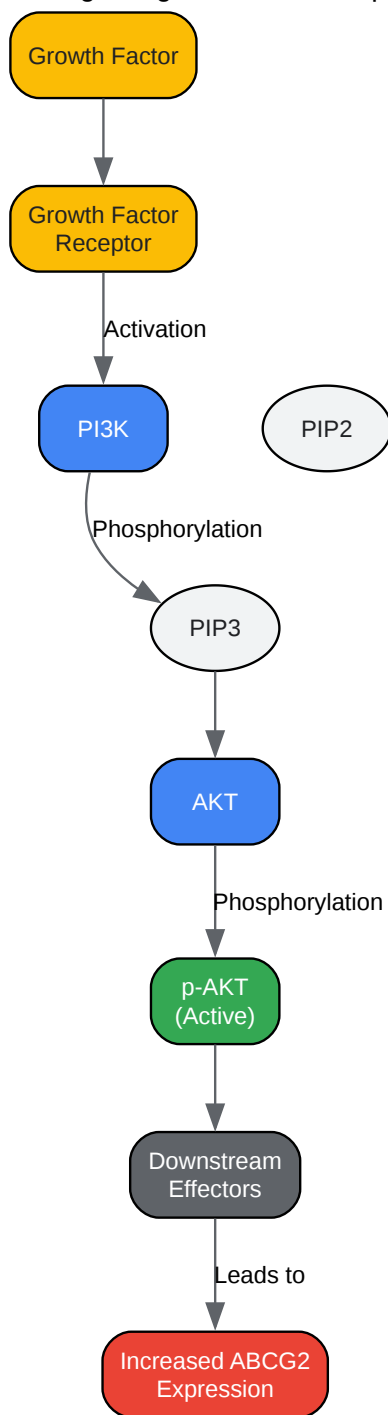 Growth Factor
Growth Factor
Receptor
Activation
PI3K
PIP2
Phosphorylation
PIP3
AKT
Phosphorylation
p-AKT
(Active)
Downstream
Effectors
Leads to
Increased ABCG2
Expression